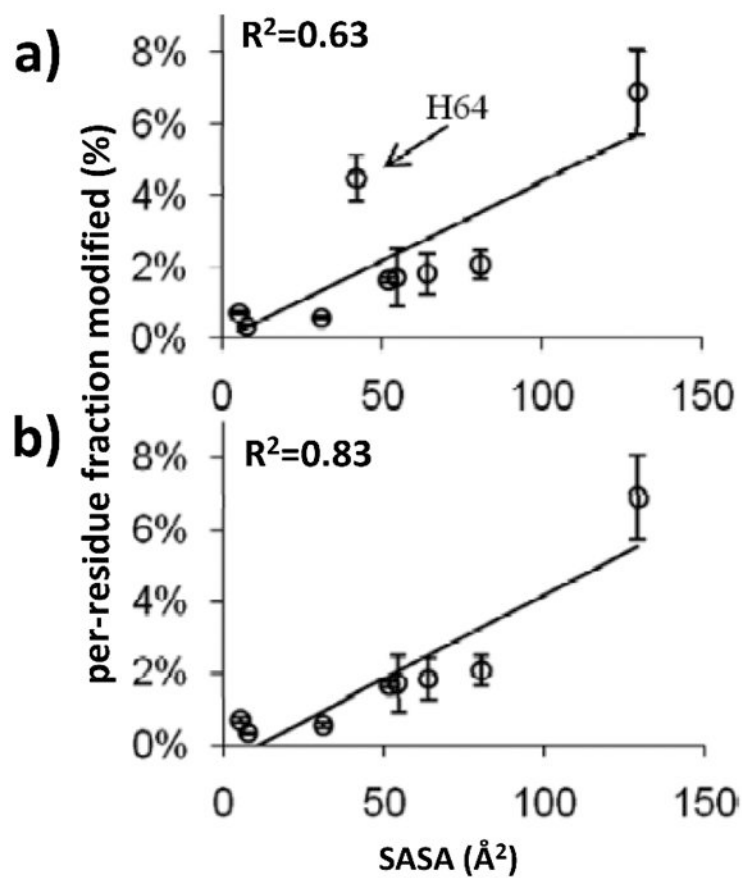 a)
R²=0.63
8%
6%
4%
2%
0%
H64
0 50 100 150
per-residue fraction modified (%)
b)
R²=0.83
8%
6%
4%
2%
0%
0 50 100 150
SASA (Å²)